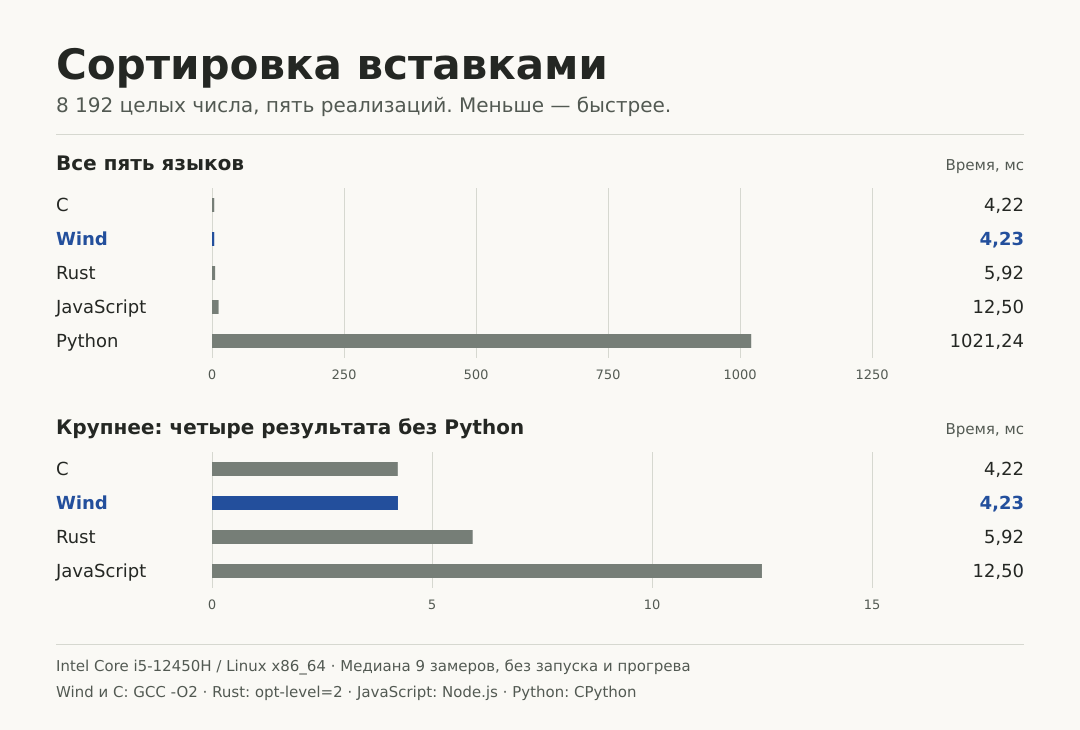 Сортировка вставками
8 192 целых числа, пять реализаций. Меньше — быстрее.
Все пять языков Время, мс
C 4,22
Wind 4,23
Rust 5,92
JavaScript 12,50
Python 1021,24
0 250 500 750 1000 1250
Крупнее: четыре результата без Python Время, мс
C 4,22
Wind 4,23
Rust 5,92
JavaScript 12,50
0 5 10 15
Intel Core i5-12450H / Linux x86_64 · Медиана 9 замеров, без запуска и прогрева
Wind и C: GCC -O2 · Rust: opt-level=2 · JavaScript: Node.js · Python: CPython